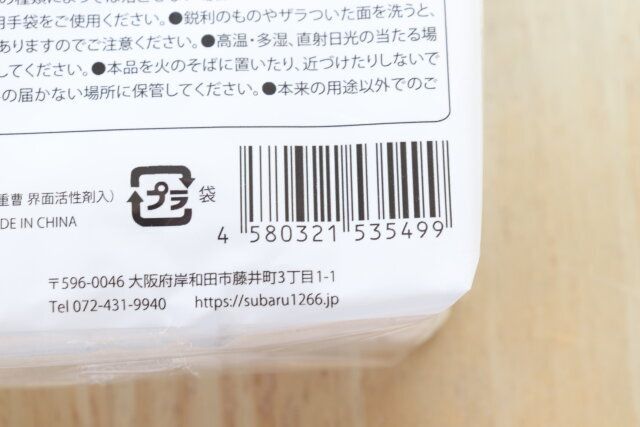 用手袋をご使用ください。●鋭利のものやザラついた面を洗うと、
ありますのでご注意ください。●高温・多湿、直射日光の当たる場
してください。●本品を火のそばに置いたり、近づけたりしないで
の届かない場所に保管してください。●本来の用途以外でのご
重曹 界面活性剤入)
プラ 袋
DE IN CHINA
4 580321 535499
〒596-0046 大阪府岸和田市藤井町3丁目1-1
Tel 072-431-9940 https://subaru1266.jp